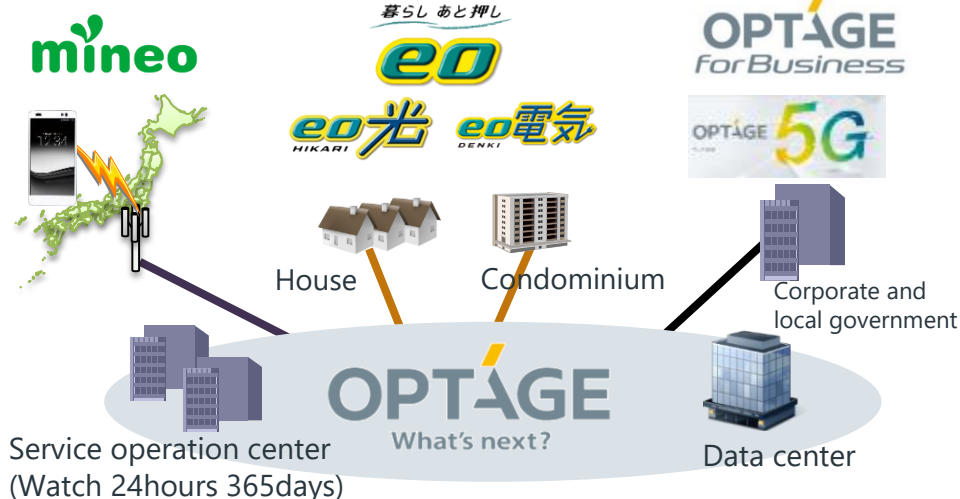 mineo
暮らし あと押し
eo
eo光
HIKARI
eo電気
DENKI
OPTAGE
for Business
OPTAGE
5G
House
Condominium
Corporate and
local government
OPTAGE
What's next?
Service operation center
(Watch 24hours 365days)
Data center